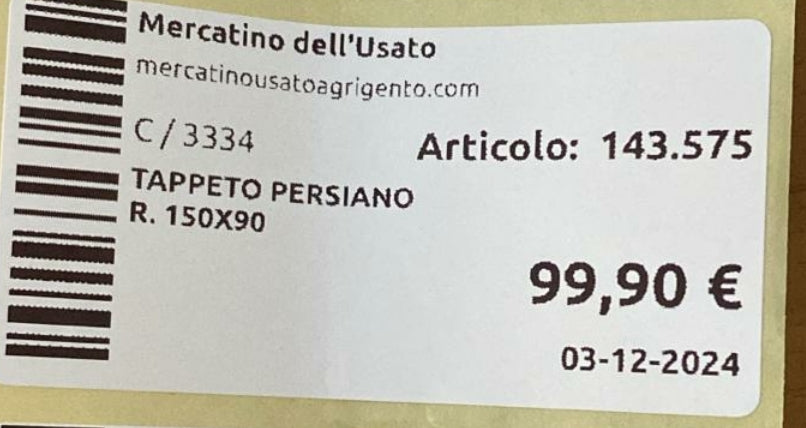 Mercatino dell'Usato
mercatinousatoagrigento.com
C / 3334
Articolo: 143.575
TAPPETO PERSIANO
R. 150X90
99,90 €
03-12-2024